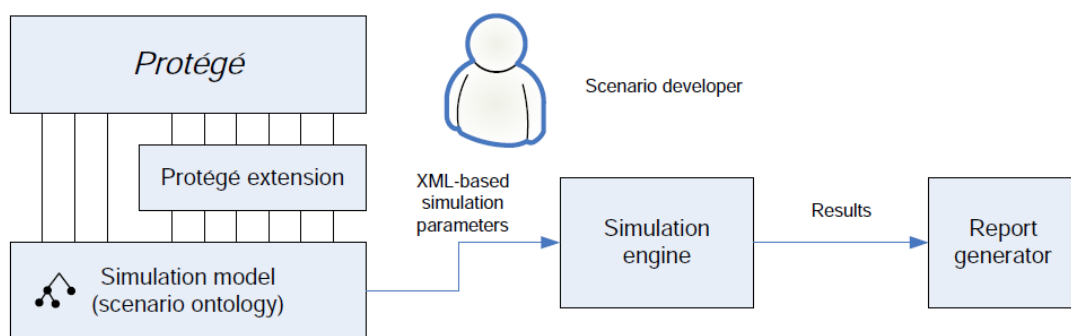 Protégé
Scenario developer
Protégé extension
XML-based
simulation
parameters
Simulation model
(scenario ontology)
Simulation
engine
Results
Report
generator